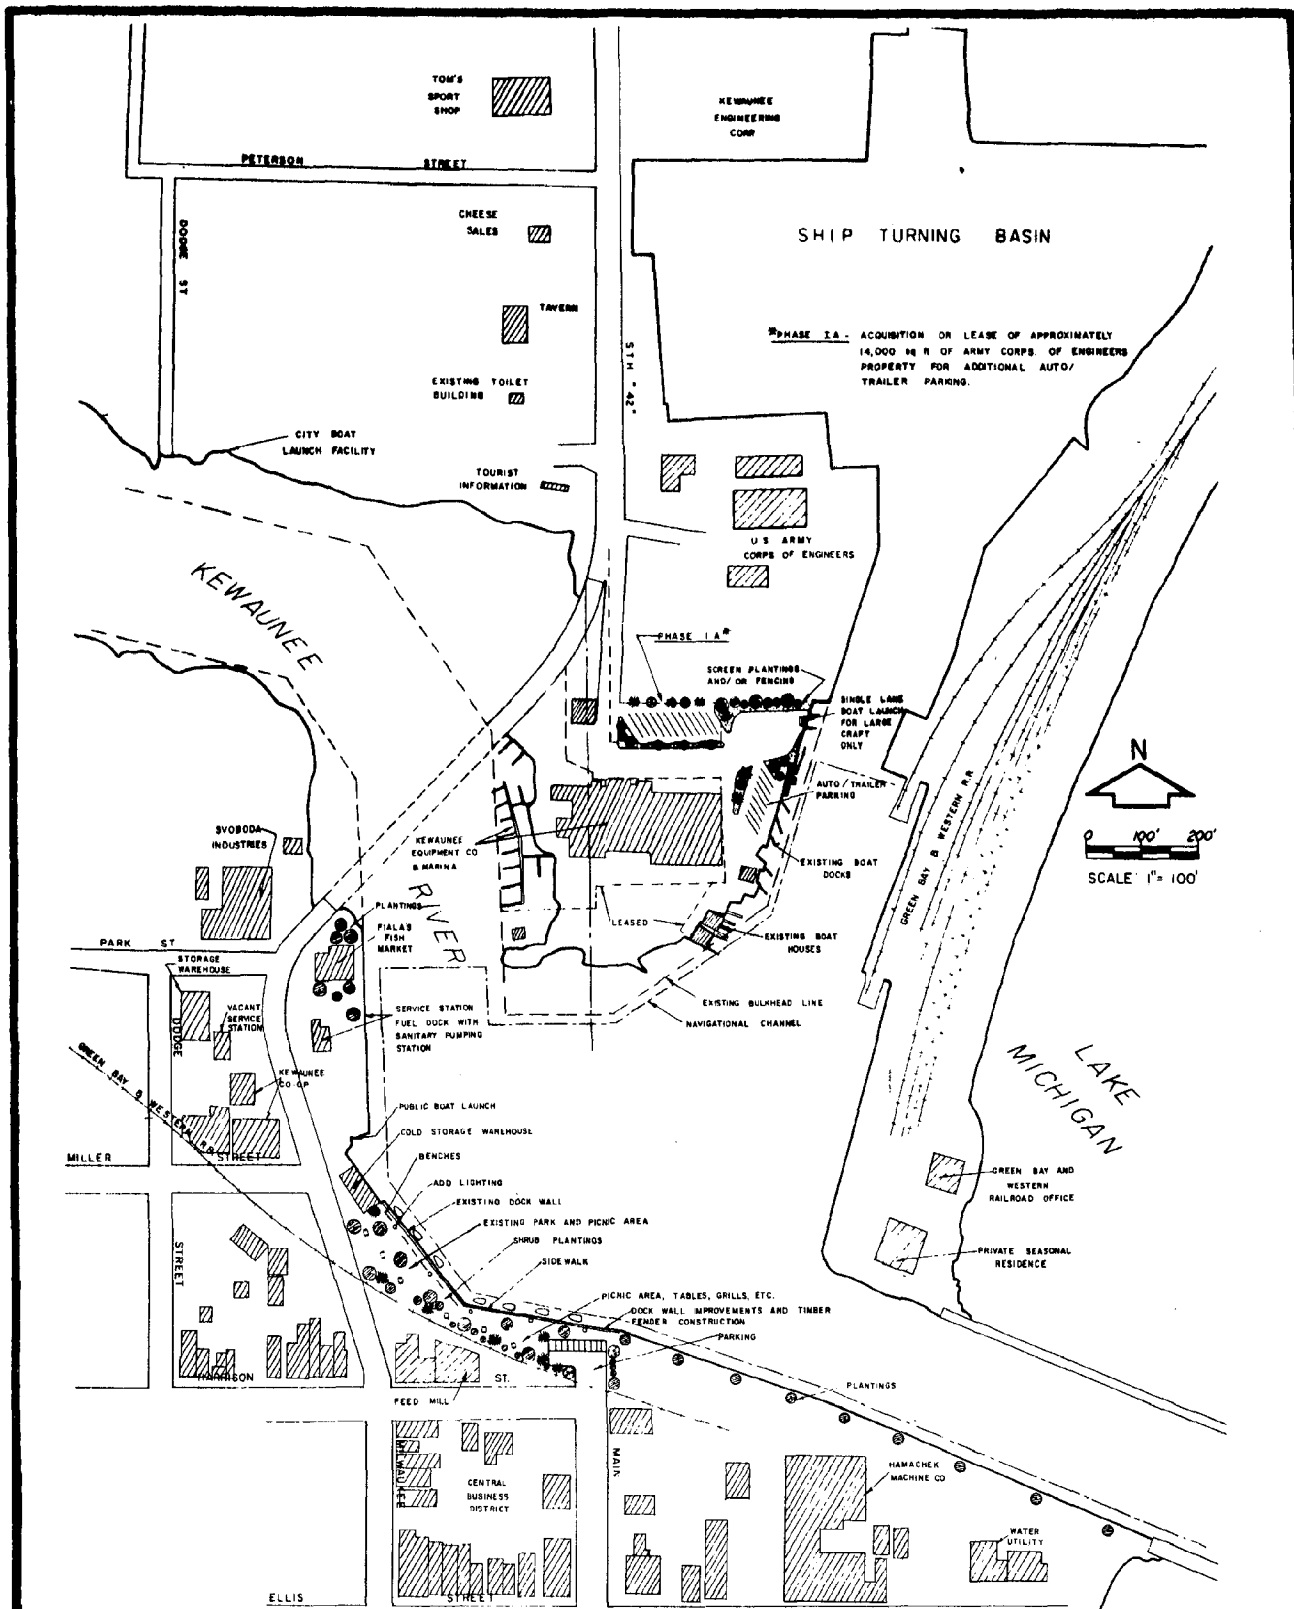 TOM'S
SPORT
SHOP
KEWAUNEE
ENGINEERING
CORP
PETERSON STREET
DODGE ST
CHEESE
SALES
SHIP TURNING BASIN
TAVERN
STH "42"
*PHASE IA - ACQUISITION OR LEASE OF APPROXIMATELY
14,000 sq ft OF ARMY CORPS. OF ENGINEERS
PROPERTY FOR ADDITIONAL AUTO/
TRAILER PARKING.
EXISTING TOILET
BUILDING
CITY BOAT
LAUNCH FACILITY
TOURIST
INFORMATION
U.S. ARMY
CORPS OF ENGINEERS
KEWAUNEE
RIVER
PHASE I A*
SCREEN PLANTINGS
AND/OR FENCING
SINGLE LANE
BOAT LAUNCH
FOR LARGE
CRAFT
ONLY
N
AUTO/TRAILER
PARKING
GREEN BAY & WESTERN R.R.
0 100' 200'
SCALE 1"= 100'
SVOBODA
INDUSTRIES
KEWAUNEE
EQUIPMENT CO
& MARINA
EXISTING BOAT
DOCKS
LEASED
PLANTINGS
FIALA'S
FISH
MARKET
EXISTING BOAT
HOUSES
PARK ST
STORAGE
WAREHOUSE
EXISTING BULKHEAD LINE
NAVIGATIONAL CHANNEL
VACANT
SERVICE
STATION
DODGE
STREET
SERVICE STATION
FUEL DOCK WITH
SANITARY PUMPING
STATION
LAKE
MICHIGAN
GREEN BAY & WESTERN R.R.
KEWAUNEE
CO-OP
PUBLIC BOAT LAUNCH
COLD STORAGE WAREHOUSE
MILLER STREET
BENCHES
ADD LIGHTING
EXISTING DOCK WALL
EXISTING PARK AND PICNIC AREA
SHRUB PLANTINGS
SIDEWALK
GREEN BAY AND
WESTERN
RAILROAD OFFICE
PRIVATE SEASONAL
RESIDENCE
PICNIC AREA, TABLES, GRILLS, ETC.
DOCK WALL IMPROVEMENTS AND TIMBER
FENDER CONSTRUCTION
PARKING
HARRISON ST.
FEED MILL
PLANTINGS
MILWAUKEE
MAIN
CENTRAL
BUSINESS
DISTRICT
HAMACHEK
MACHINE CO
WATER
UTILITY
ELLIS STREET